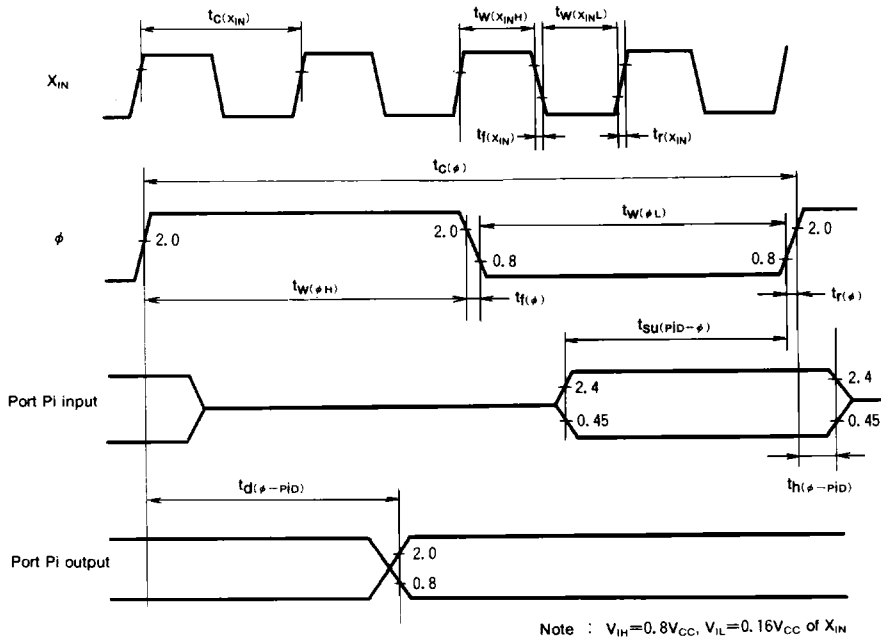 tC(XIN)
tW(XINH)
tW(XINL)
XIN
tf(XIN)
tr(XIN)
tC(φ)
φ
2.0
2.0
0.8
tW(φL)
0.8
2.0
tW(φH)
tf(φ)
tr(φ)
tsu(PiD−φ)
Port Pi input
2.4
0.45
2.4
0.45
th(φ−PiD)
td(φ−PiD)
Port Pi output
2.0
0.8
Note : VIH=0.8VCC, VIL=0.16VCC of XIN